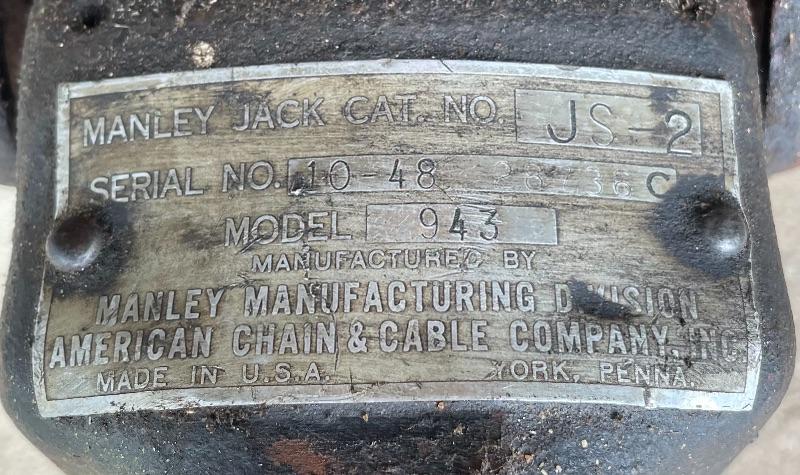 MANLEY JACK CAT. NO. JS-2
SERIAL NO. 10-48 26736 C
MODEL 943
MANUFACTURED BY
MANLEY MANUFACTURING DIVISION
AMERICAN CHAIN & CABLE COMPANY, INC.
MADE IN U.S.A. YORK, PENNA.